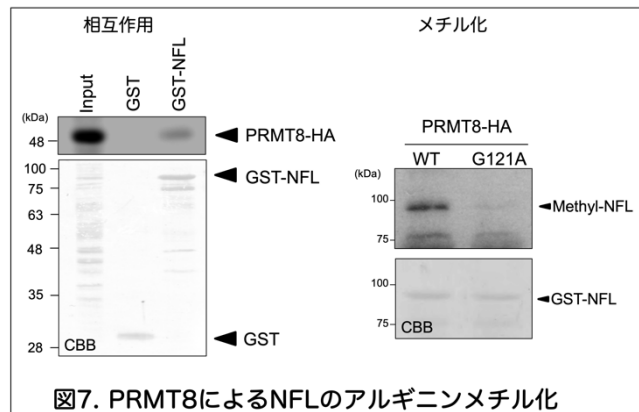 相互作用
メチル化
Input
GST
GST-NFL
(kDa)
48
PRMT8-HA
100
75
63
48
35
28
GST-NFL
GST
CBB
PRMT8-HA
WT G121A
(kDa)
100
75
Methyl-NFL
100
75
GST-NFL
CBB
図7. PRMT8によるNFLのアルギニンメチル化